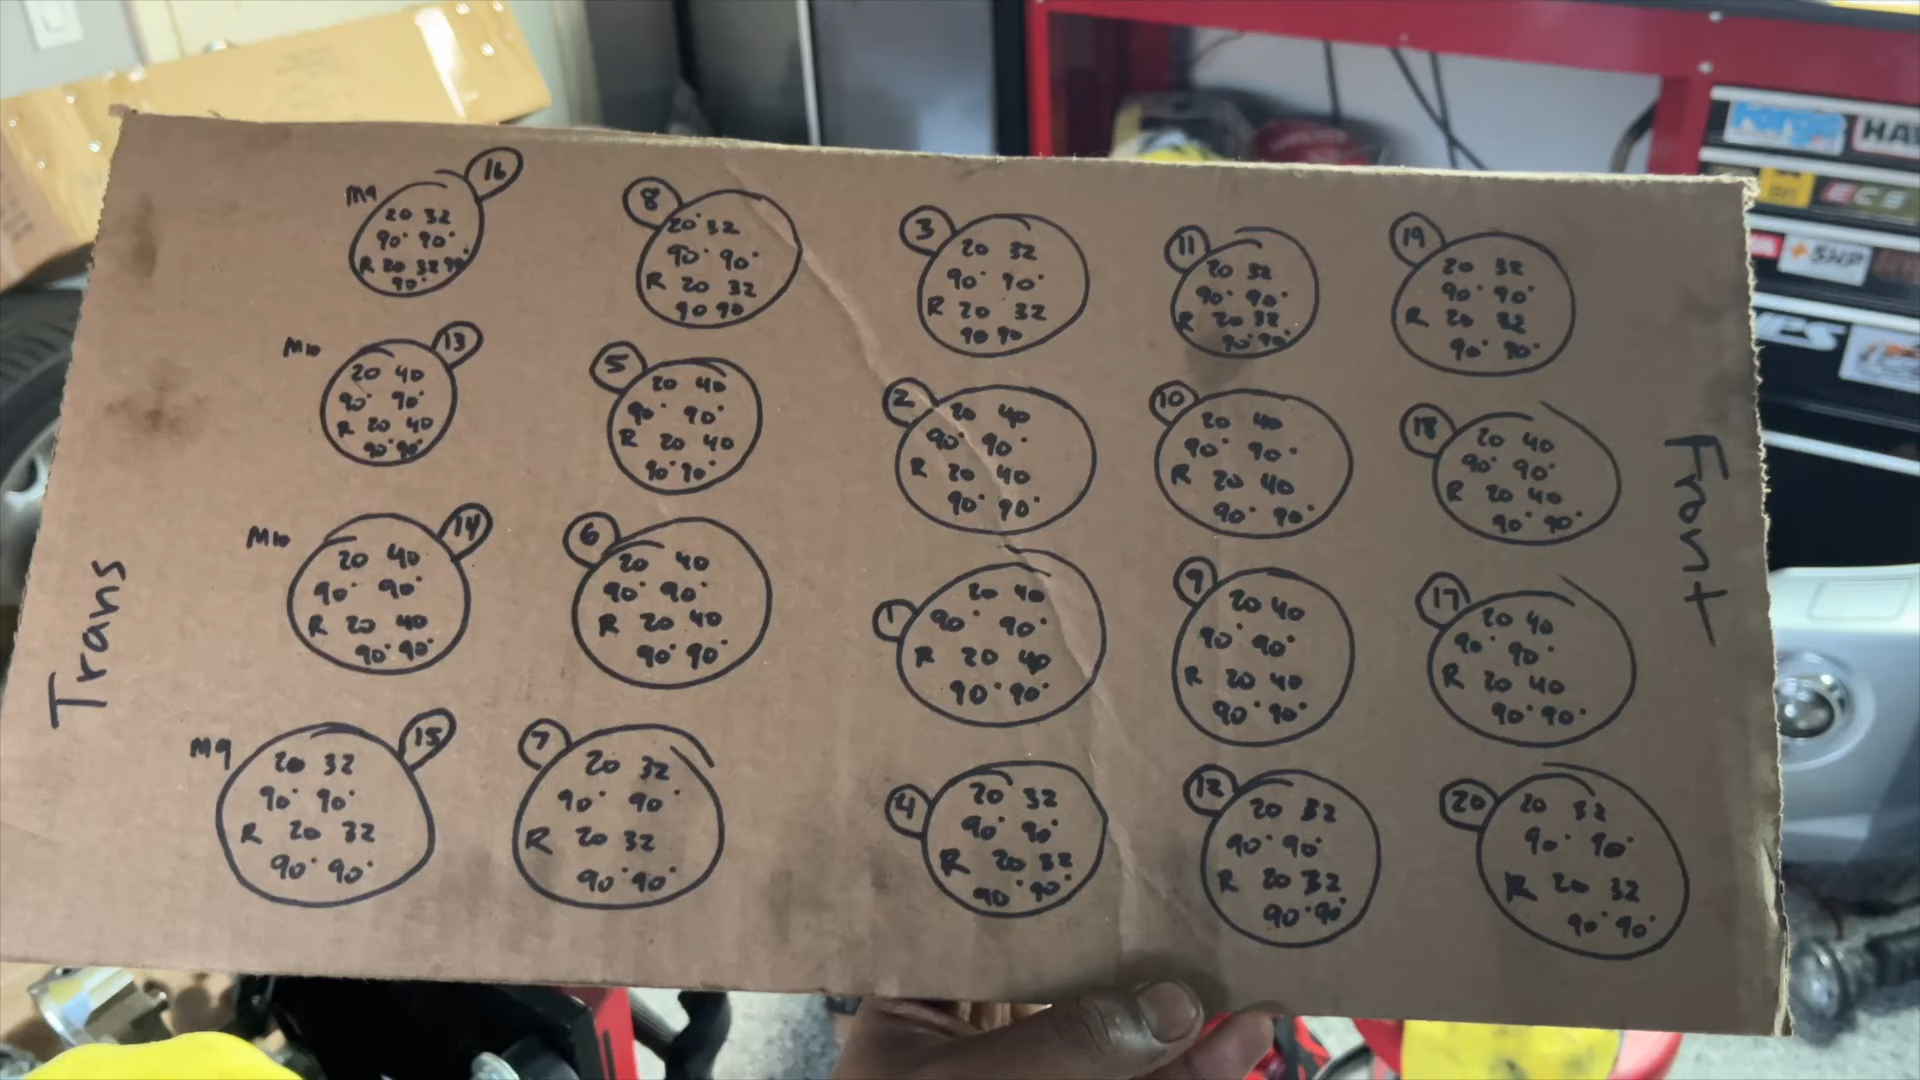 Trans
M9
16
20 32
90° 90°
R 20 32 90°
90°
8
20° 32
90° 90°
R 20 32
90 90
3
20 32
90° 90°
R 20 32
90 90
11
20 32
90° 90°
R 20 32
90° 90°
19
20 32
90° 90°
R 20 32
90° 90°
M10
13
20 40
90° 90°
R 20 40
90° 90°
5
20 40
90° 90°
R 20 40
90° 90°
2
20 40
90° 90°
R 20 40
90° 90°
10
20 40
90° 90°
R 20 40
90° 90°
18
20 40
90° 90°
R 20 40
90° 90°
M10
14
20 40
90° 90°
R 20 40
90° 90°
6
20 40
90° 90°
R 20 40
90° 90°
1
20 40
90° 90°
R 20 40
90° 90°
9
20 40
90° 90°
R 20 40
90° 90°
17
20 40
90° 90°
R 20 40
90° 90°
M9
15
20 32
90° 90°
R 20 32
90° 90°
7
20 32
90° 90°
R 20 32
90° 90°
4
20 32
90° 90°
R 20 32
90° 90°
12
20 32
90° 90°
R 20 32
90° 90°
20
20 32
90° 90°
R 20 32
90° 90°
Front
Forge
HAW
ECS
SHP